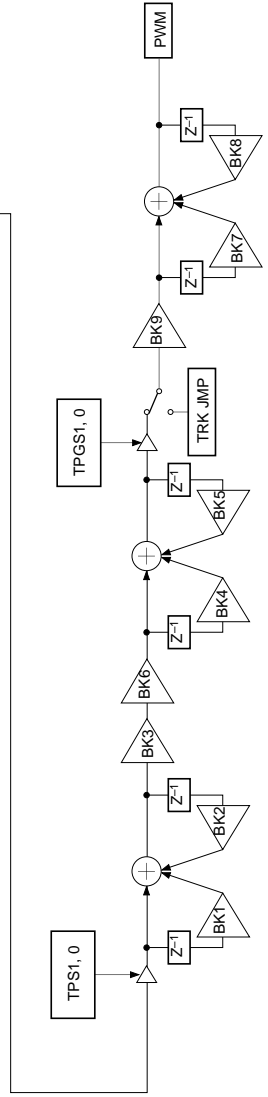 TPS1, 0
Z⁻¹
BK1
Z⁻¹
BK2
BK3
BK6
Z⁻¹
BK4
Z⁻¹
BK5
TPGS1, 0
TRK JMP
BK9
Z⁻¹
BK7
Z⁻¹
BK8
PWM